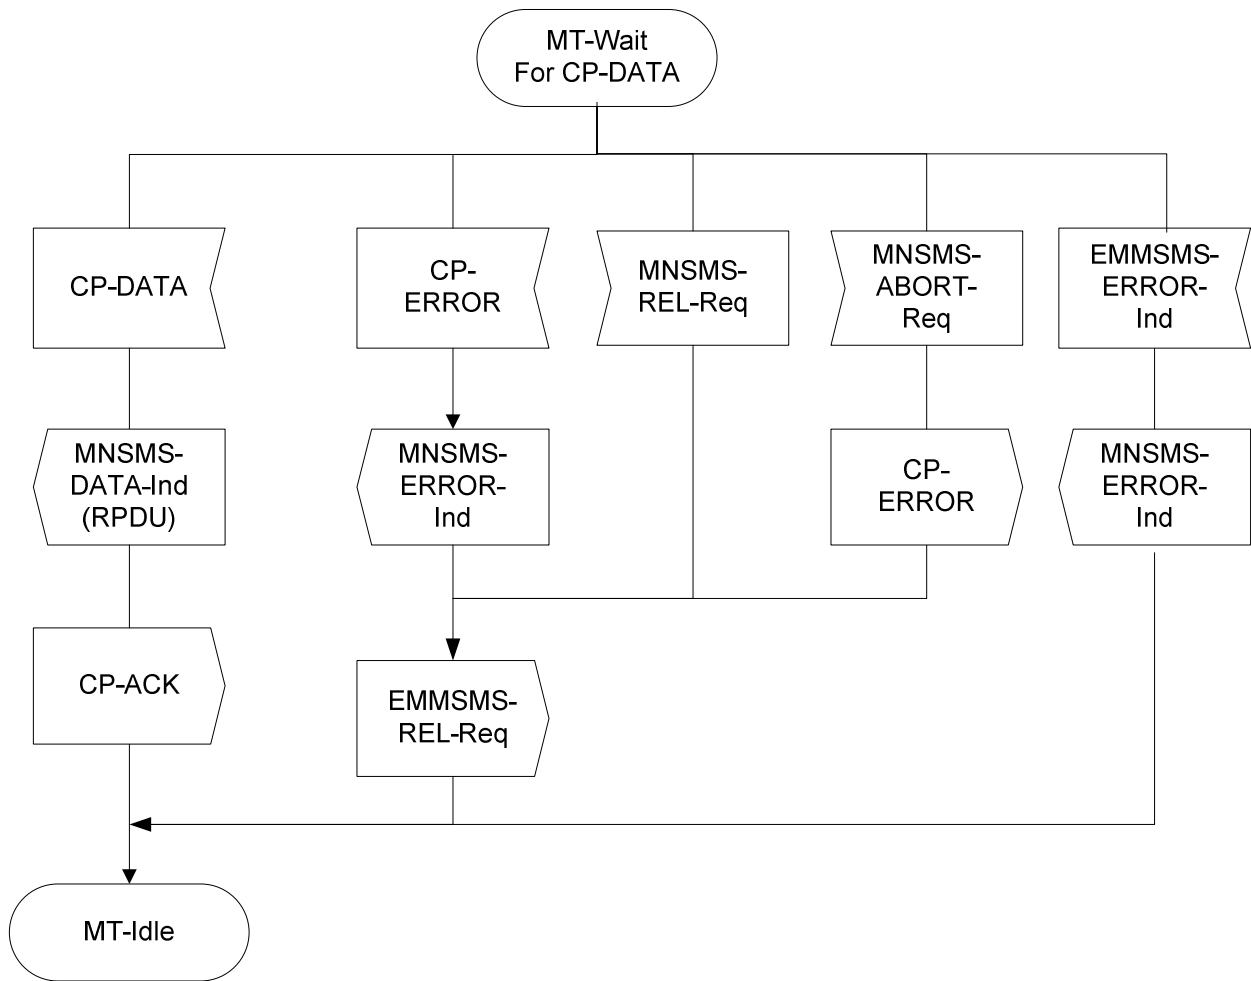 MT-Wait
For CP-DATA
CP-DATA
CP-
ERROR
MNSMS-
REL-Req
MNSMS-
ABORT-
Req
EMMSMS-
ERROR-
Ind
MNSMS-
DATA-Ind
(RPDU)
MNSMS-
ERROR-
Ind
CP-
ERROR
MNSMS-
ERROR-
Ind
CP-ACK
EMMSMS-
REL-Req
MT-Idle